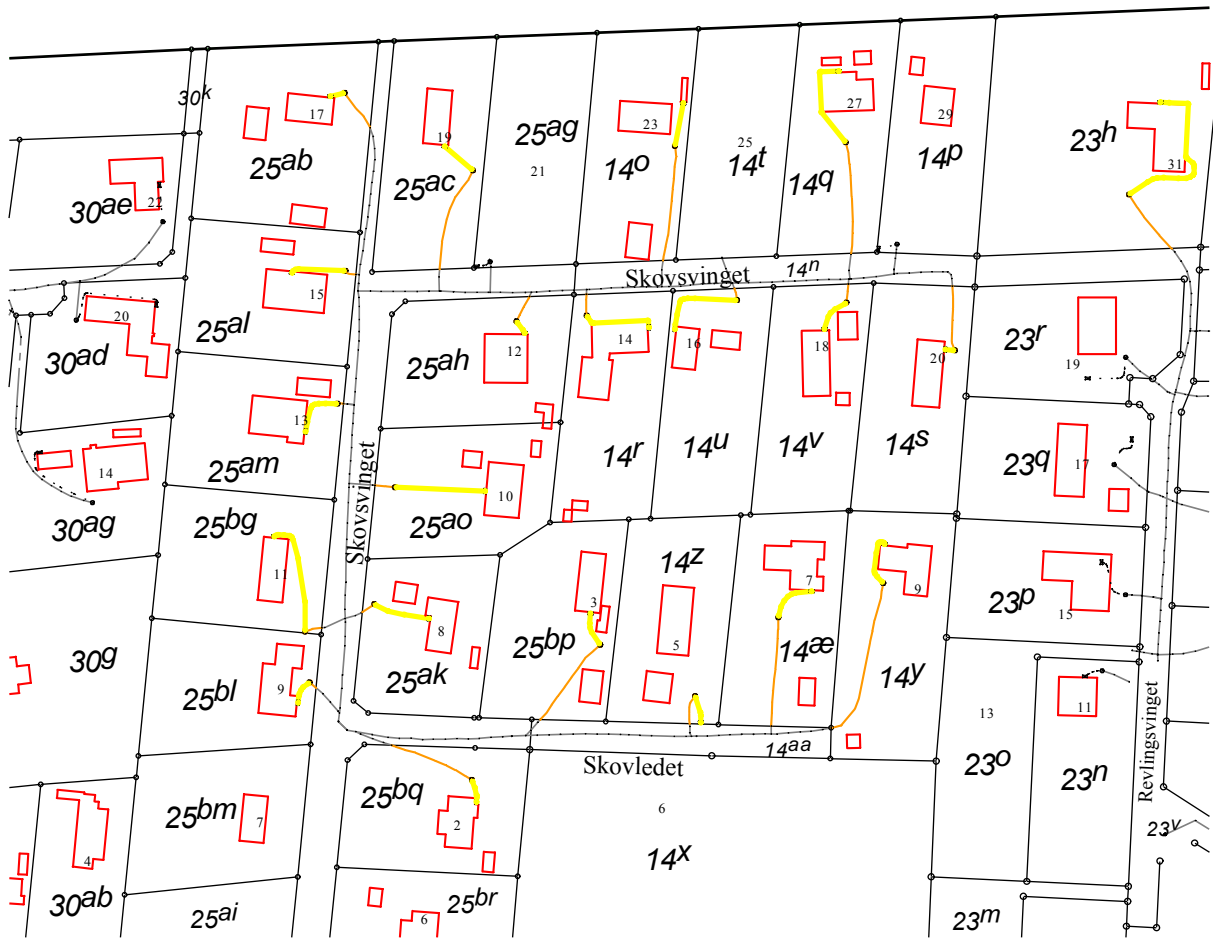 30k
17
25ab
19
25ac
25ag
21
23
14o
25
14t
27
14q
29
14p
23h
31
30ae
22
Skovsvinget
14n
15
25al
20
30ad
12
25ah
14
16
18
20
23r
19
13
25am
Skovsvinget
14r
14u
14v
14s
23q
17
14
30ag
10
25ao
25bg
11
14z
3
7
9
23p
15
5
8
25bp
14æ
14y
30g
25ak
25bl
9
13
23o
11
23n
Revlingsvinget
14aa
Skovledet
25bq
2
6
14x
25bm
7
23v
4
30ab
25ai
6
25br
23m